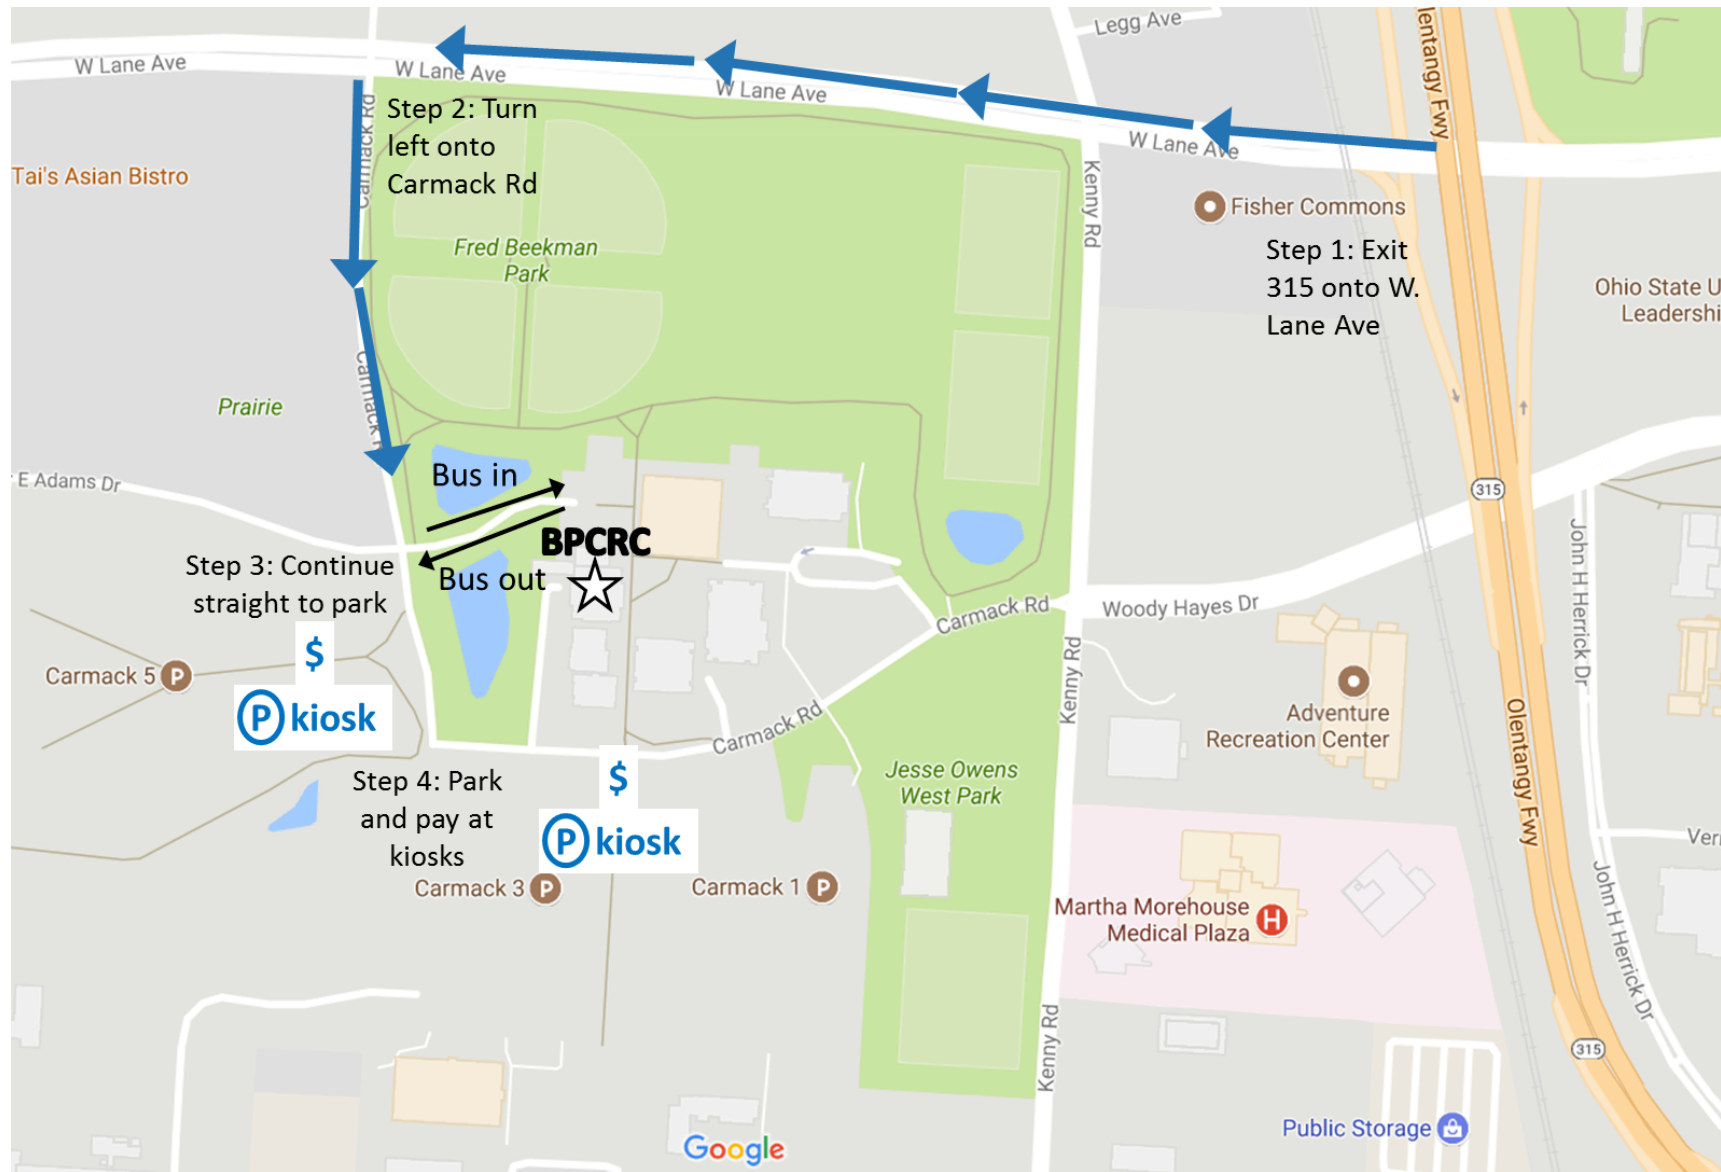 Legg Ave
Olentangy Fwy
W Lane Ave
W Lane Ave
W Lane Ave
W Lane Ave
Step 2: Turn
left onto
Carmack Rd
Carmack Rd
Tai's Asian Bistro
Kenny Rd
Fisher Commons
Step 1: Exit
315 onto W.
Lane Ave
Fred Beekman
Park
Ohio State U
Leadershi
Carmack R
Prairie
Bus in
E Adams Dr
315
BPCRC
Step 3: Continue
straight to park
Bus out
John H Herrick Dr
Carmack Rd
Woody Hayes Dr
$
P kiosk
Carmack 5 P
Kenny Rd
Carmack Rd
Adventure
Recreation Center
Olentangy Fwy
Step 4: Park
and pay at
kiosks
$
P kiosk
Jesse Owens
West Park
Vern
Carmack 3 P
Carmack 1 P
Martha Morehouse
Medical Plaza
H
John H Herrick Dr
Kenny Rd
315
Public Storage
Google